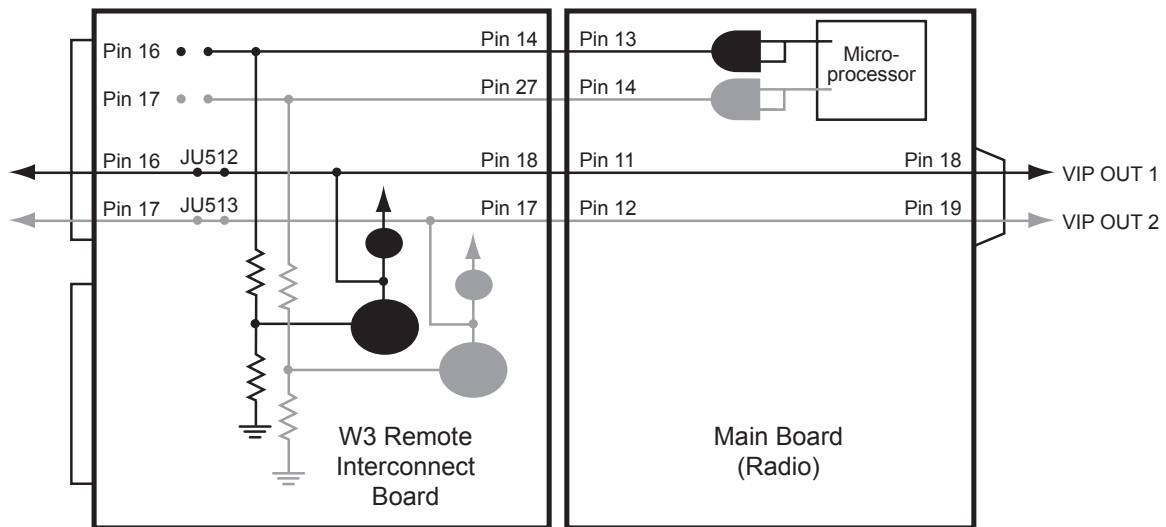 Pin 16
Pin 14
Pin 13
Micro-
processor
Pin 17
Pin 27
Pin 14
Pin 16
JU512
Pin 18
Pin 11
Pin 18
VIP OUT 1
Pin 17
JU513
Pin 17
Pin 12
Pin 19
VIP OUT 2
W3 Remote
Interconnect
Board
Main Board
(Radio)